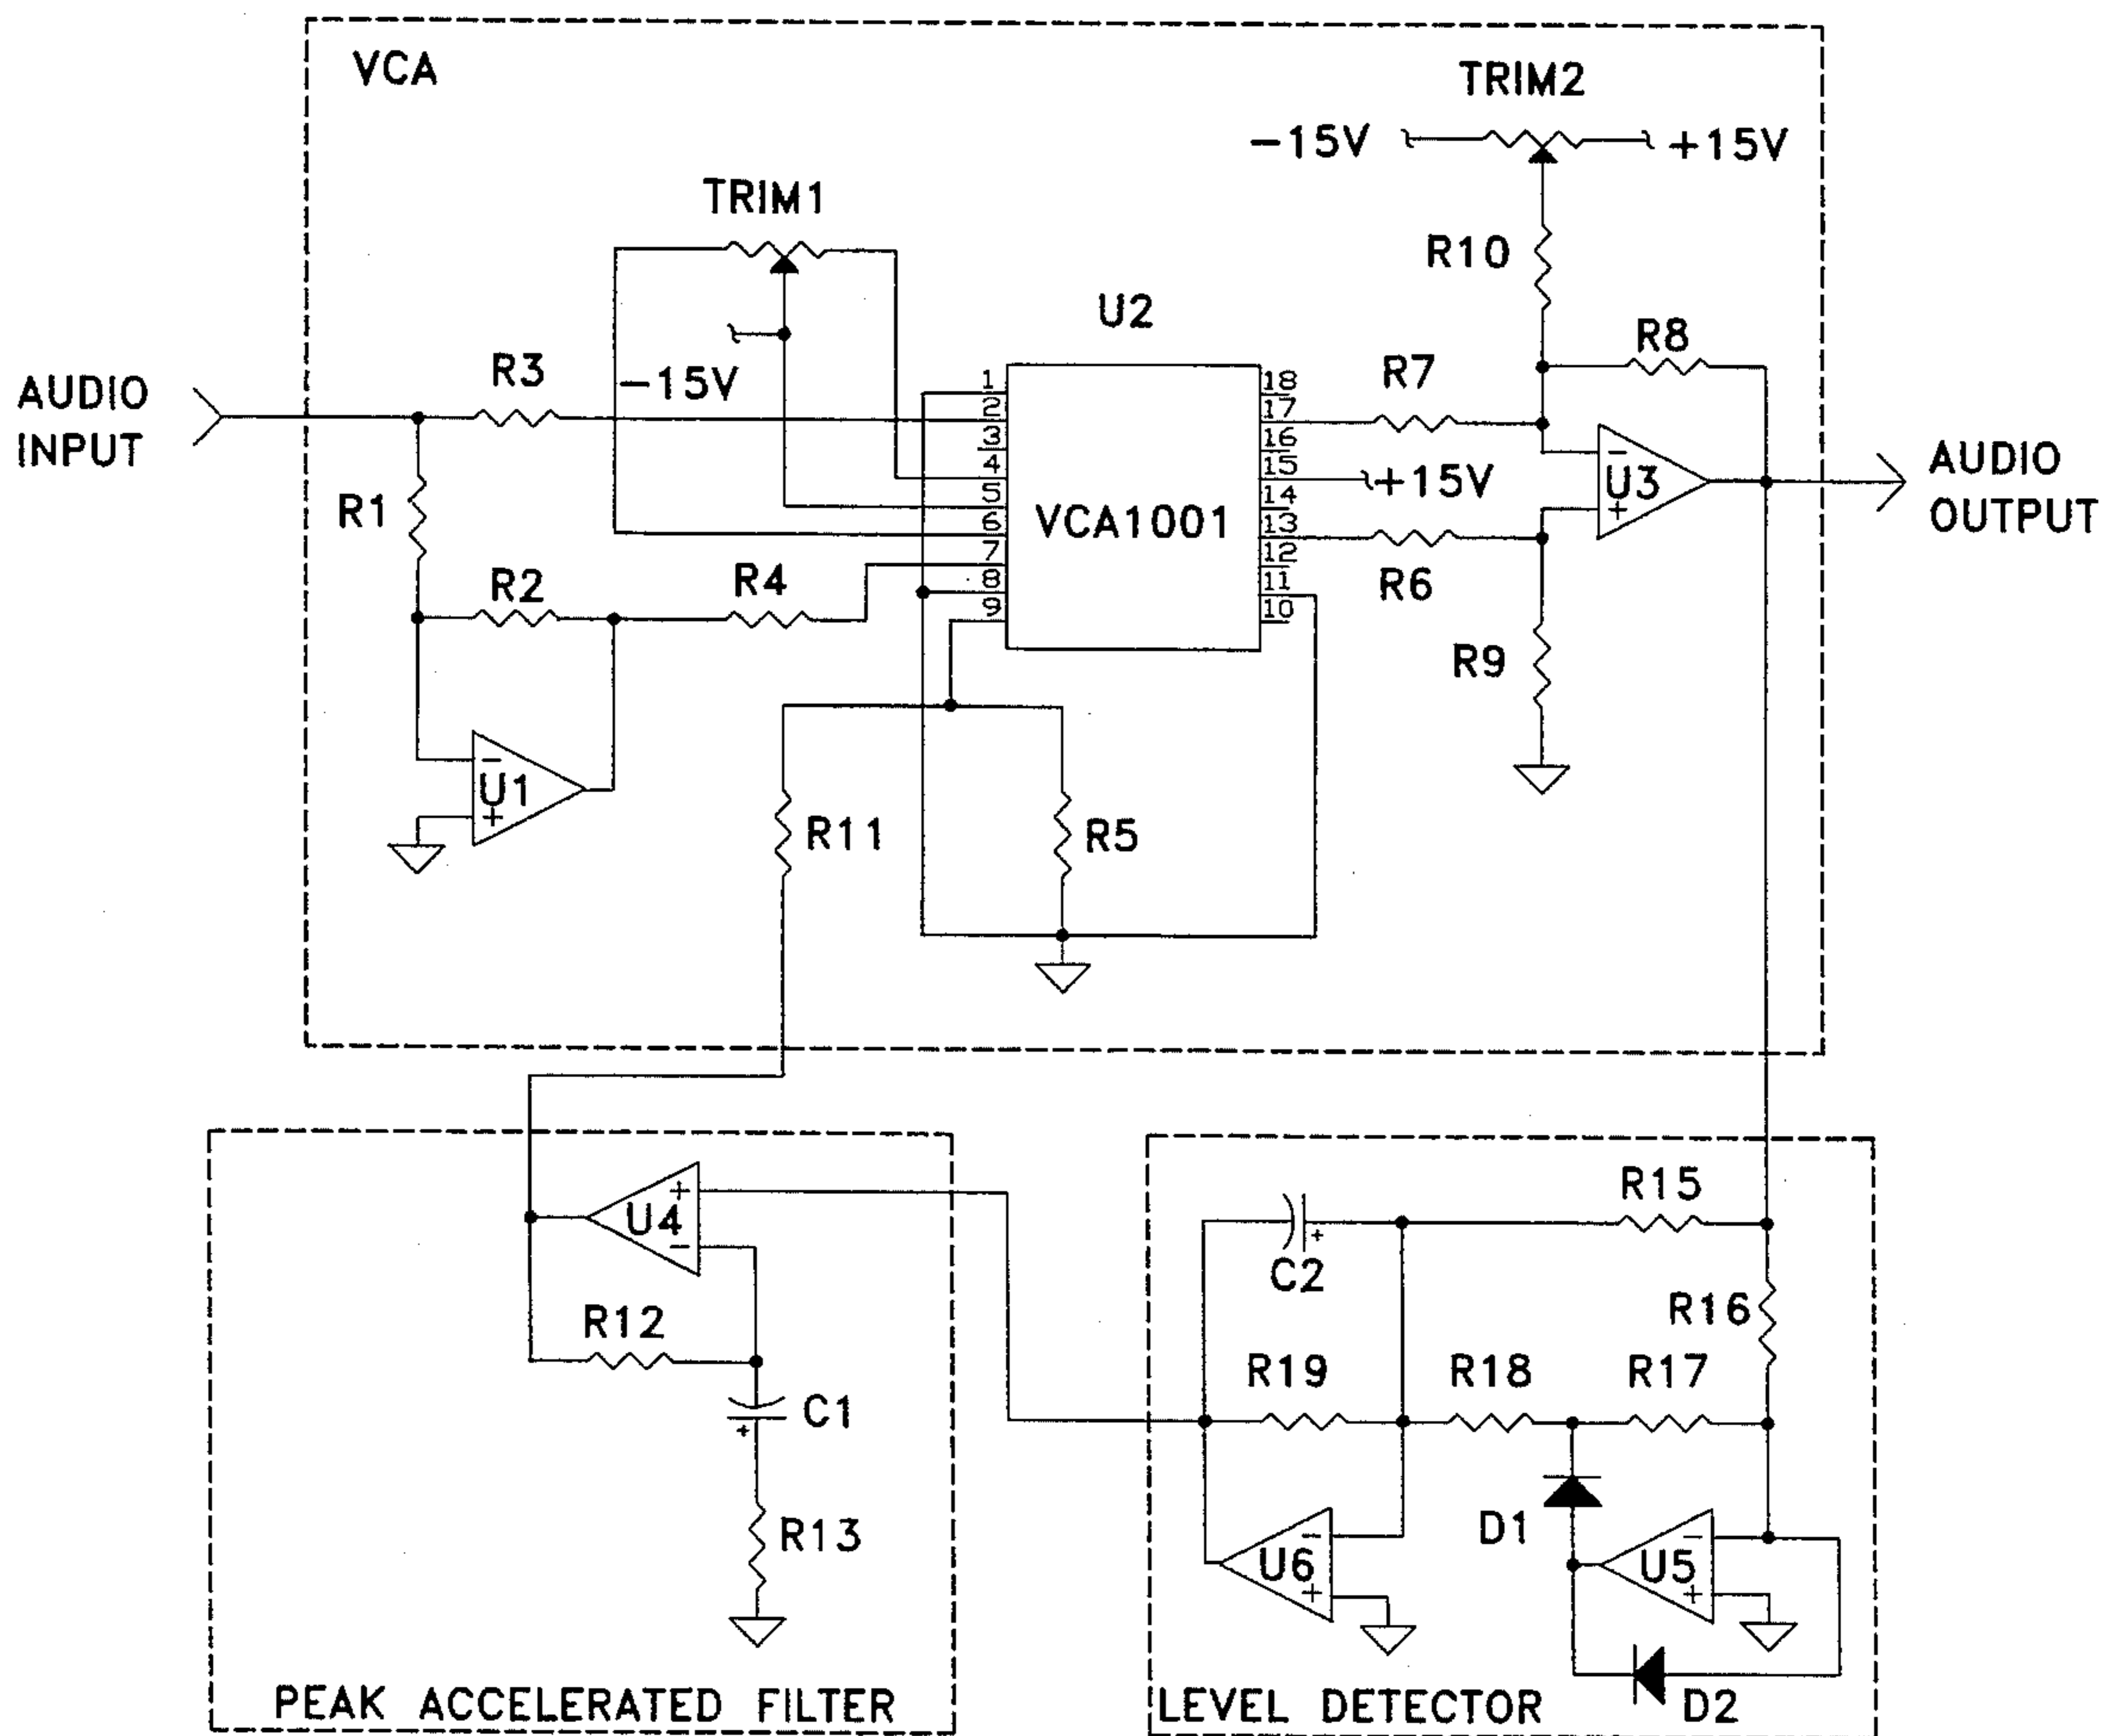 VCA
TRIM2
-15V
+15V
TRIM1
R10
U2
R8
R3
-15V
R7
AUDIO
INPUT
1
2
3
4
5
6
7
8
9
18
17
16
15
14
13
12
11
10
VCA1001
+15V
U3
-
+
AUDIO
OUTPUT
R1
R2
R4
R6
R9
U1
-
+
R11
R5
U4
+
-
R15
C2
+
R16
R12
R19
R18
R17
C1
+
R13
D1
U6
-
+
U5
-
+
D2
PEAK ACCELERATED FILTER
LEVEL DETECTOR